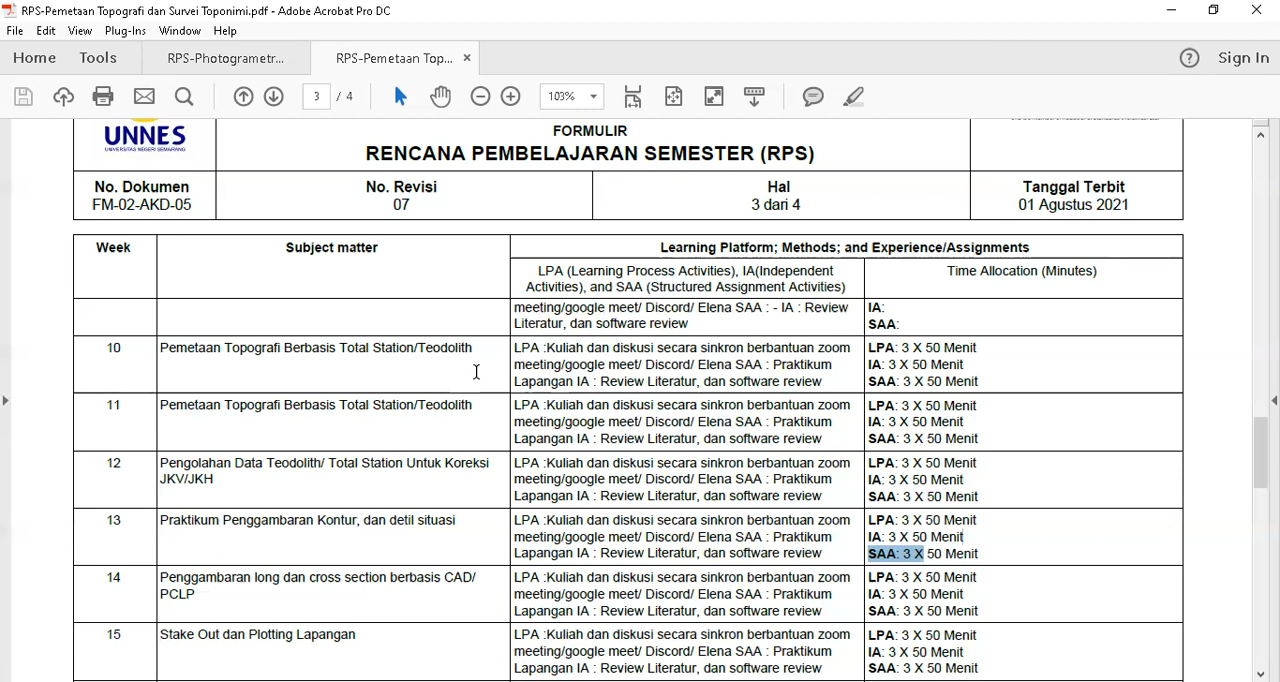 RPS-Pemetaan Topografi dan Survei Toponimi.pdf - Adobe Acrobat Pro DC
File Edit View Plug-Ins Window Help
Home Tools RPS-Photogrametr... RPS-Pemetaan Top... × ? Sign In
3 / 4 103%
UNNES
UNIVERSITAS NEGERI SEMARANG
FORMULIR
RENCANA PEMBELAJARAN SEMESTER (RPS)
No. Dokumen No. Revisi Hal Tanggal Terbit
FM-02-AKD-05 07 3 dari 4 01 Agustus 2021
Week Subject matter Learning Platform; Methods; and Experience/Assignments
LPA (Learning Process Activities), IA(Independent Time Allocation (Minutes)
Activities), and SAA (Structured Assignment Activities)
meeting/google meet/ Discord/ Elena SAA : - IA : Review IA:
Literatur, dan software review SAA:
10 Pemetaan Topografi Berbasis Total Station/Teodolith LPA :Kuliah dan diskusi secara sinkron berbantuan zoom LPA: 3 X 50 Menit
meeting/google meet/ Discord/ Elena SAA : Praktikum IA: 3 X 50 Menit
Lapangan IA : Review Literatur, dan software review SAA: 3 X 50 Menit
11 Pemetaan Topografi Berbasis Total Station/Teodolith LPA :Kuliah dan diskusi secara sinkron berbantuan zoom LPA: 3 X 50 Menit
meeting/google meet/ Discord/ Elena SAA : Praktikum IA: 3 X 50 Menit
Lapangan IA : Review Literatur, dan software review SAA: 3 X 50 Menit
12 Pengolahan Data Teodolith/ Total Station Untuk Koreksi LPA :Kuliah dan diskusi secara sinkron berbantuan zoom LPA: 3 X 50 Menit
JKV/JKH meeting/google meet/ Discord/ Elena SAA : Praktikum IA: 3 X 50 Menit
Lapangan IA : Review Literatur, dan software review SAA: 3 X 50 Menit
13 Praktikum Penggambaran Kontur, dan detil situasi LPA :Kuliah dan diskusi secara sinkron berbantuan zoom LPA: 3 X 50 Menit
meeting/google meet/ Discord/ Elena SAA : Praktikum IA: 3 X 50 Menit
Lapangan IA : Review Literatur, dan software review SAA: 3 X 50 Menit
14 Penggambaran long dan cross section berbasis CAD/ LPA :Kuliah dan diskusi secara sinkron berbantuan zoom LPA: 3 X 50 Menit
PCLP meeting/google meet/ Discord/ Elena SAA : Praktikum IA: 3 X 50 Menit
Lapangan IA : Review Literatur, dan software review SAA: 3 X 50 Menit
15 Stake Out dan Plotting Lapangan LPA :Kuliah dan diskusi secara sinkron berbantuan zoom LPA: 3 X 50 Menit
meeting/google meet/ Discord/ Elena SAA : Praktikum IA: 3 X 50 Menit
Lapangan IA : Review Literatur, dan software review SAA: 3 X 50 Menit